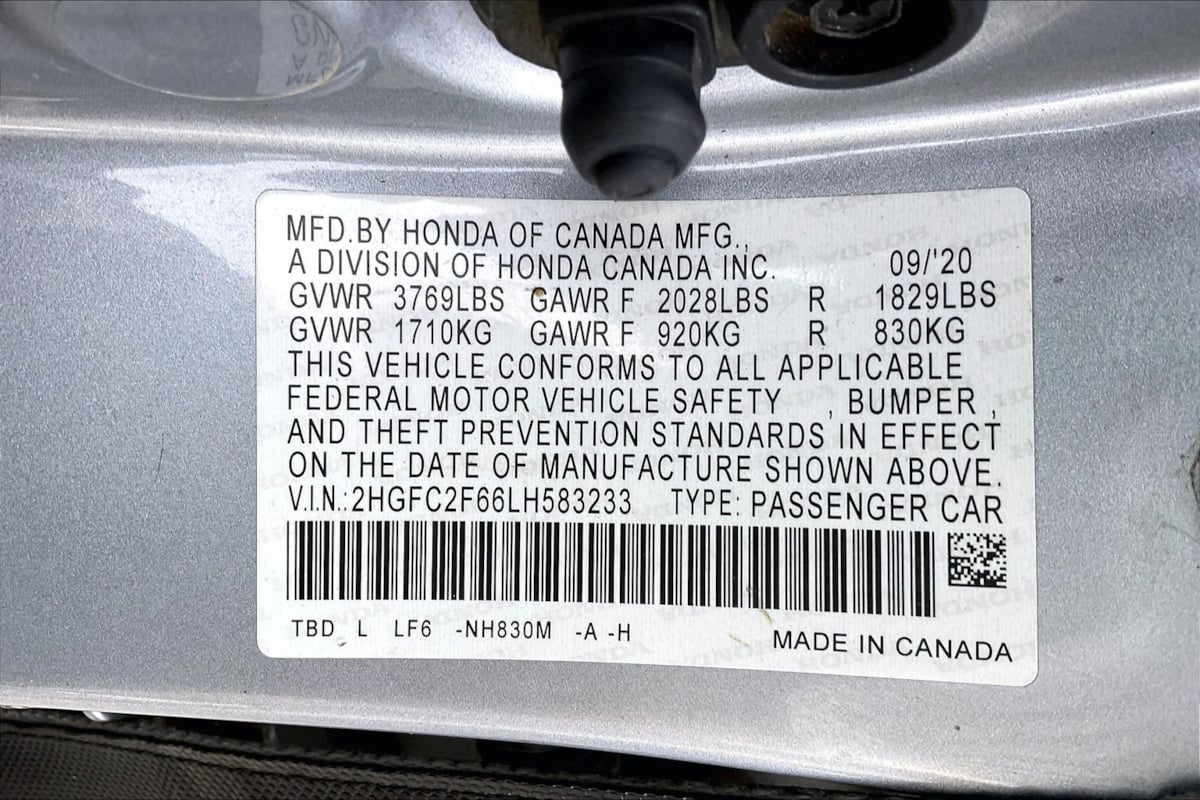 MFD.BY HONDA OF CANADA MFG.,
A DIVISION OF HONDA CANADA INC. 09/'20
GVWR 3769LBS GAWR F 2028LBS R 1829LBS
GVWR 1710KG GAWR F 920KG R 830KG
THIS VEHICLE CONFORMS TO ALL APPLICABLE
FEDERAL MOTOR VEHICLE SAFETY , BUMPER ,
AND THEFT PREVENTION STANDARDS IN EFFECT
ON THE DATE OF MANUFACTURE SHOWN ABOVE.
V.I.N.:2HGFC2F66LH583233 TYPE: PASSENGER CAR
TBD L LF6 -NH830M -A -H
MADE IN CANADA